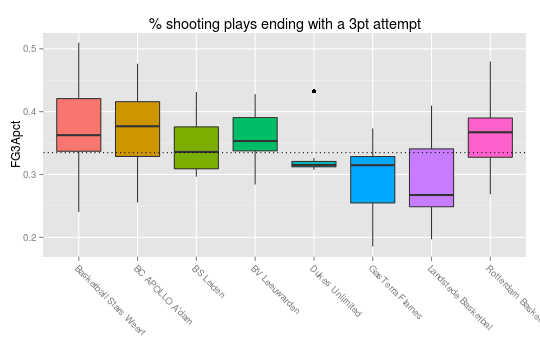 % shooting plays ending with a 3pt attempt
FG3Apct
0.5
0.4
0.3
0.2
Basketball Stars Weert
BC APOLLO A'dam
BS Leiden
BV Leeuwarden
Dukes Unlimited
GasTerra Flames
Landstede Basketbal
Rotterdam Baske